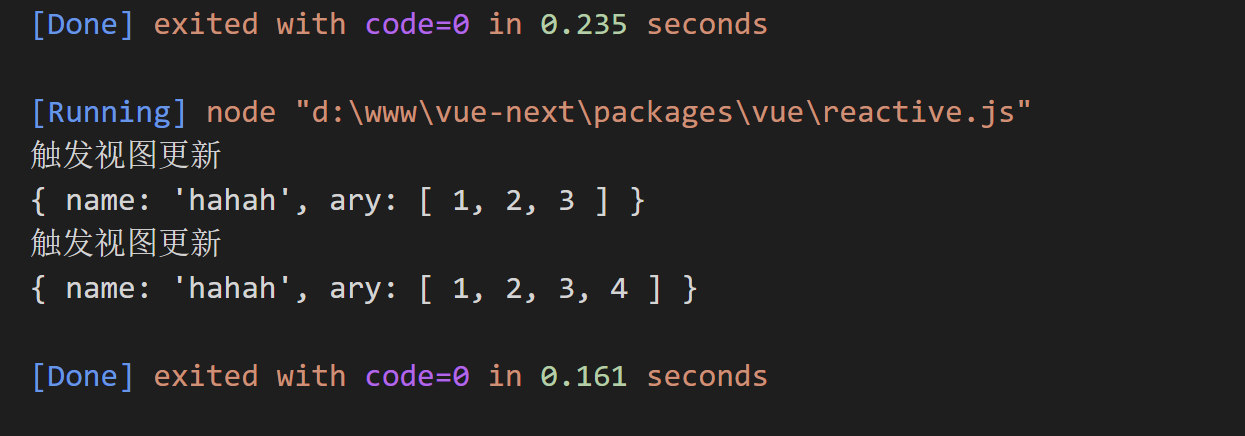 [Done] exited with code=0 in 0.235 seconds
[Running] node "d:\www\vue-next\packages\vue\reactive.js"
触发视图更新
{ name: 'hahah', ary: [ 1, 2, 3 ] }
触发视图更新
{ name: 'hahah', ary: [ 1, 2, 3, 4 ] }
[Done] exited with code=0 in 0.161 seconds